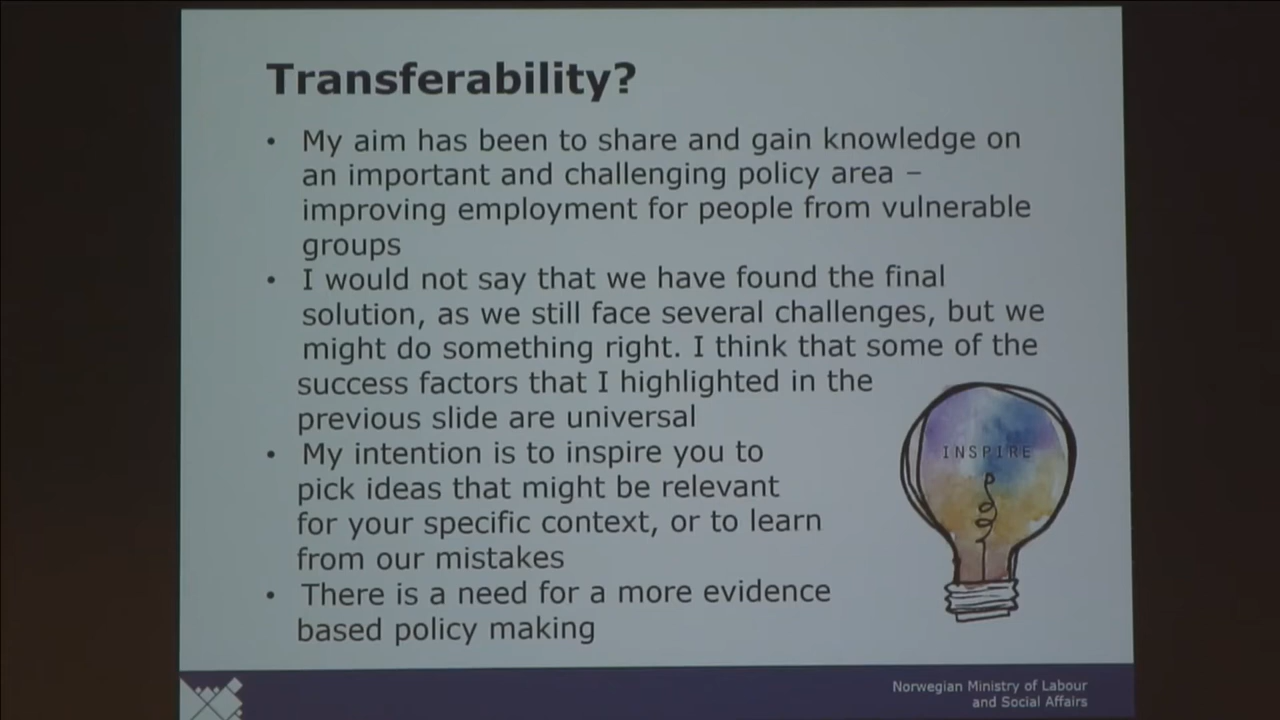 Transferability?
• My aim has been to share and gain knowledge on
an important and challenging policy area –
improving employment for people from vulnerable
groups
• I would not say that we have found the final
solution, as we still face several challenges, but we
might do something right. I think that some of the
success factors that I highlighted in the
previous slide are universal
• My intention is to inspire you to
pick ideas that might be relevant
for your specific context, or to learn
from our mistakes
• There is a need for a more evidence
based policy making
INSPIRE
Norwegian Ministry of Labour
and Social Affairs